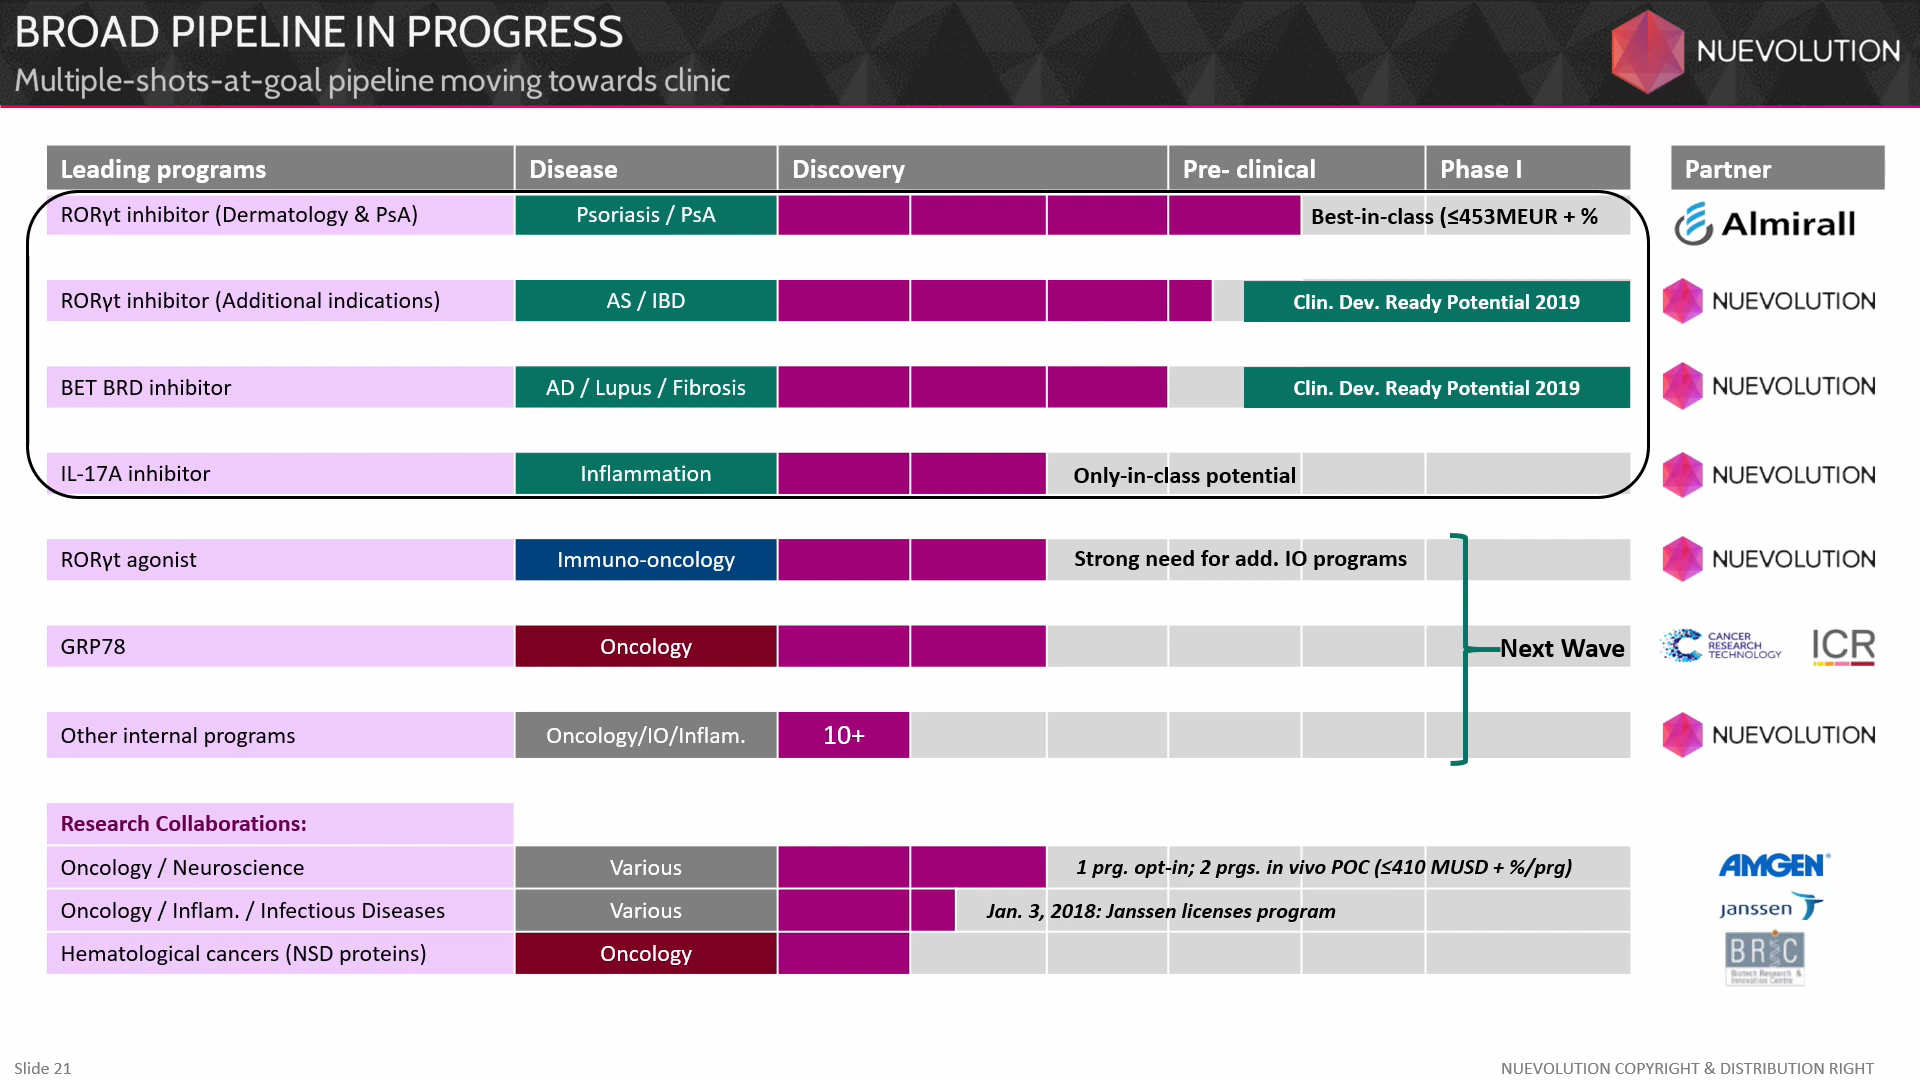 BROAD PIPELINE IN PROGRESS
Multiple-shots-at-goal pipeline moving towards clinic
NUEVOLUTION
Leading programs Disease Discovery Pre- clinical Phase I Partner
RORγt inhibitor (Dermatology & PsA) Psoriasis / PsA Best-in-class (≤453MEUR + % Almirall
RORγt inhibitor (Additional indications) AS / IBD Clin. Dev. Ready Potential 2019 NUEVOLUTION
BET BRD inhibitor AD / Lupus / Fibrosis Clin. Dev. Ready Potential 2019 NUEVOLUTION
IL-17A inhibitor Inflammation Only-in-class potential NUEVOLUTION
RORγt agonist Immuno-oncology Strong need for add. IO programs NUEVOLUTION
GRP78 Oncology Next Wave CANCER RESEARCH TECHNOLOGY ICR
Other internal programs Oncology/IO/Inflam. 10+ NUEVOLUTION
Research Collaborations:
Oncology / Neuroscience Various 1 prg. opt-in; 2 prgs. in vivo POC (≤410 MUSD + %/prg) AMGEN®
Oncology / Inflam. / Infectious Diseases Various Jan. 3, 2018: Janssen licenses program janssen
Hematological cancers (NSD proteins) Oncology BRIC
Biotech Research &
Innovation Centre
Slide 21 NUEVOLUTION COPYRIGHT & DISTRIBUTION RIGHT